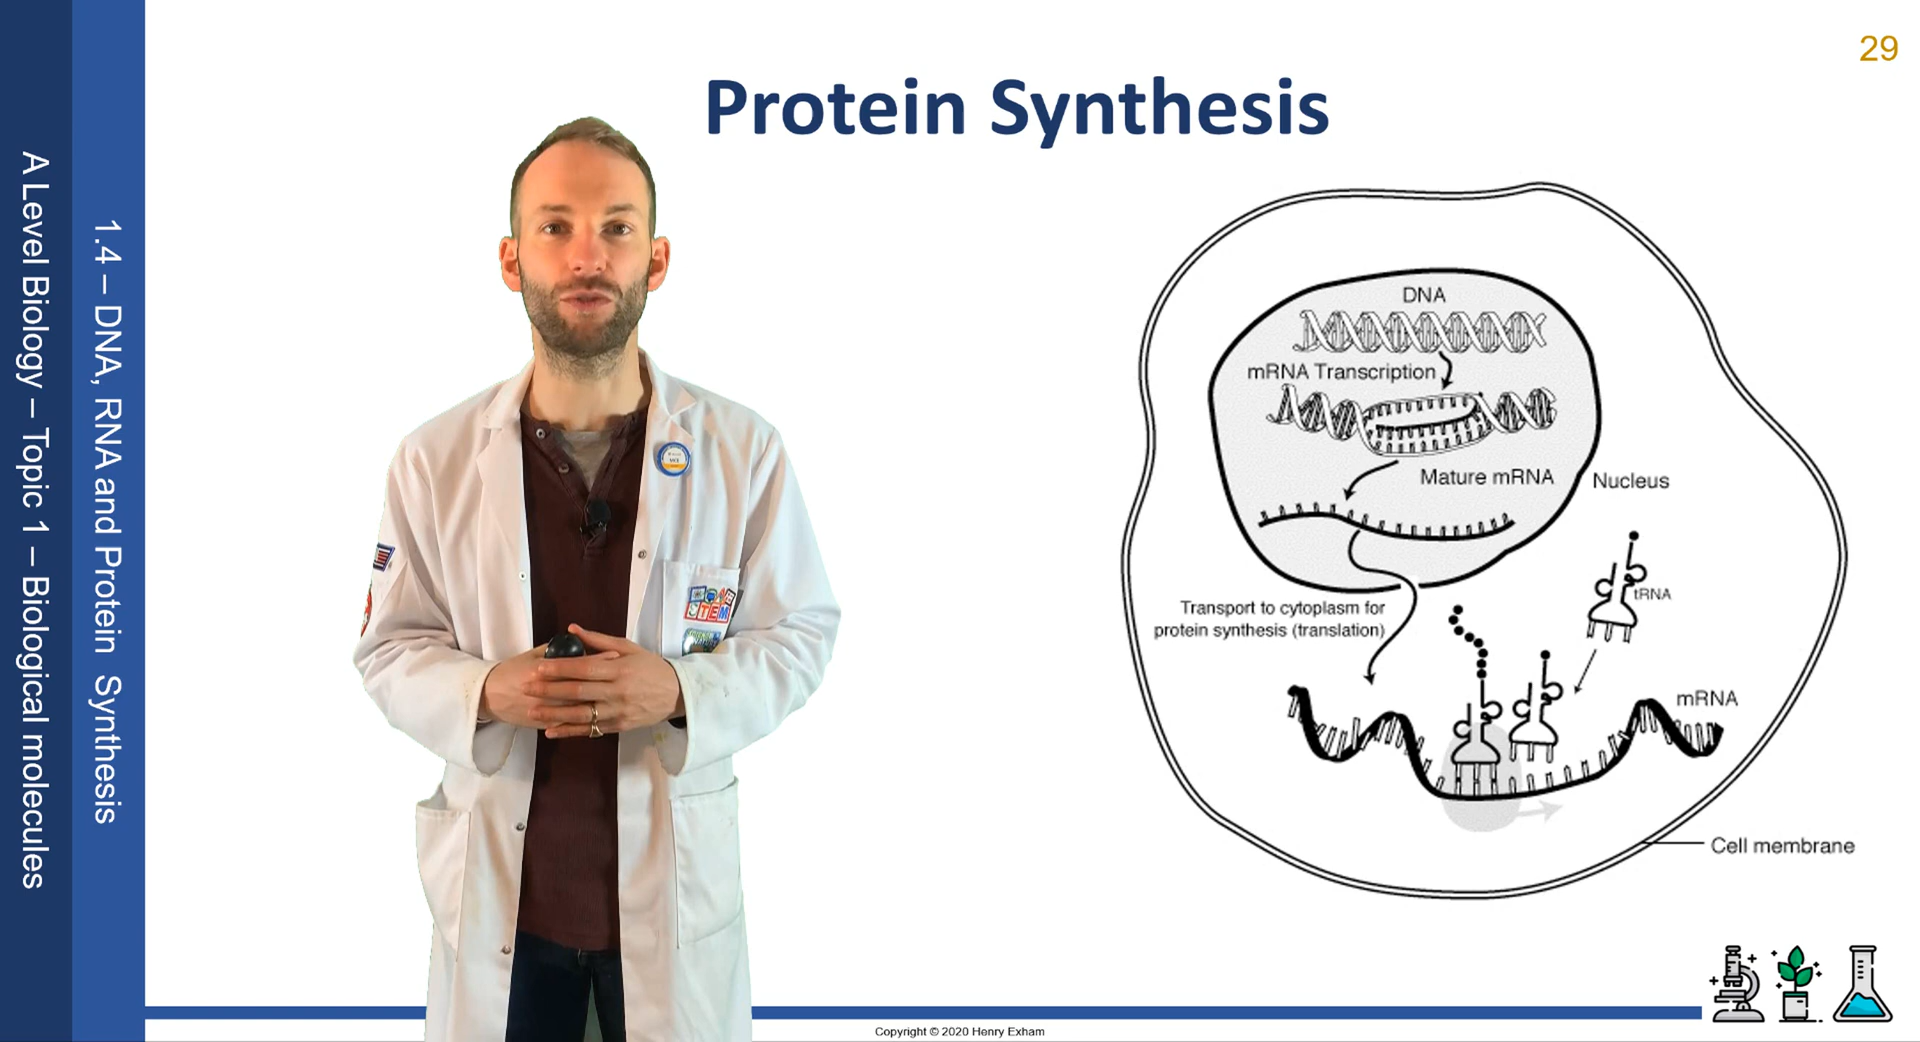 29
Protein Synthesis
A Level Biology – Topic 1 – Biological molecules
1.4 – DNA, RNA and Protein Synthesis
DNA
mRNA Transcription
Mature mRNA
Nucleus
tRNA
Transport to cytoplasm for
protein synthesis (translation)
mRNA
Cell membrane
STEM
Copyright © 2020 Henry Exham